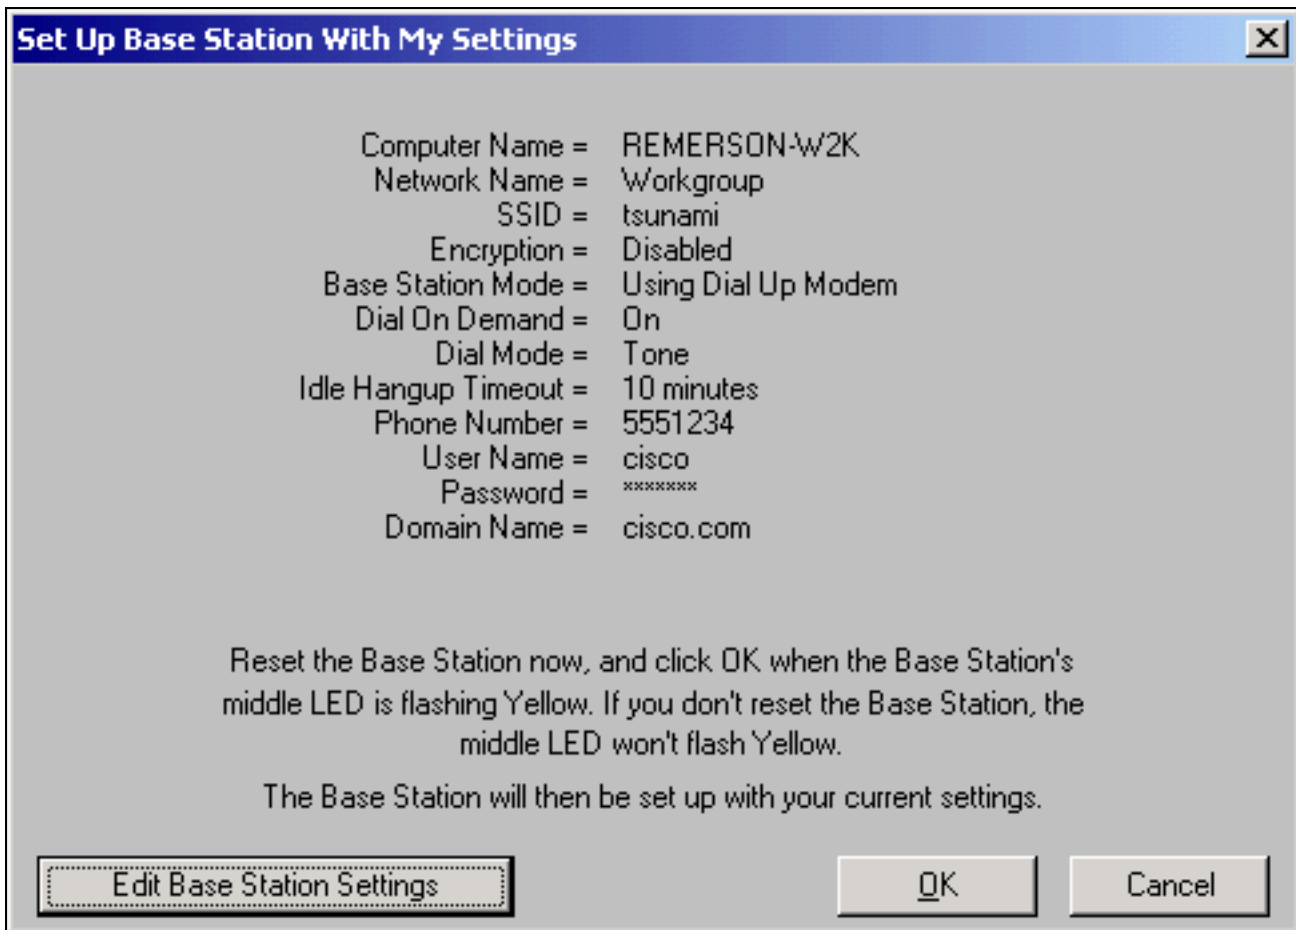 Set Up Base Station With My Settings
Computer Name = REMERSON-W2K
Network Name = Workgroup
SSID = tsunami
Encryption = Disabled
Base Station Mode = Using Dial Up Modem
Dial On Demand = On
Dial Mode = Tone
Idle Hangup Timeout = 10 minutes
Phone Number = 5551234
User Name = cisco
Password = *******
Domain Name = cisco.com
Reset the Base Station now, and click OK when the Base Station's
middle LED is flashing Yellow. If you don't reset the Base Station, the
middle LED won't flash Yellow.
The Base Station will then be set up with your current settings.
Edit Base Station Settings OK Cancel